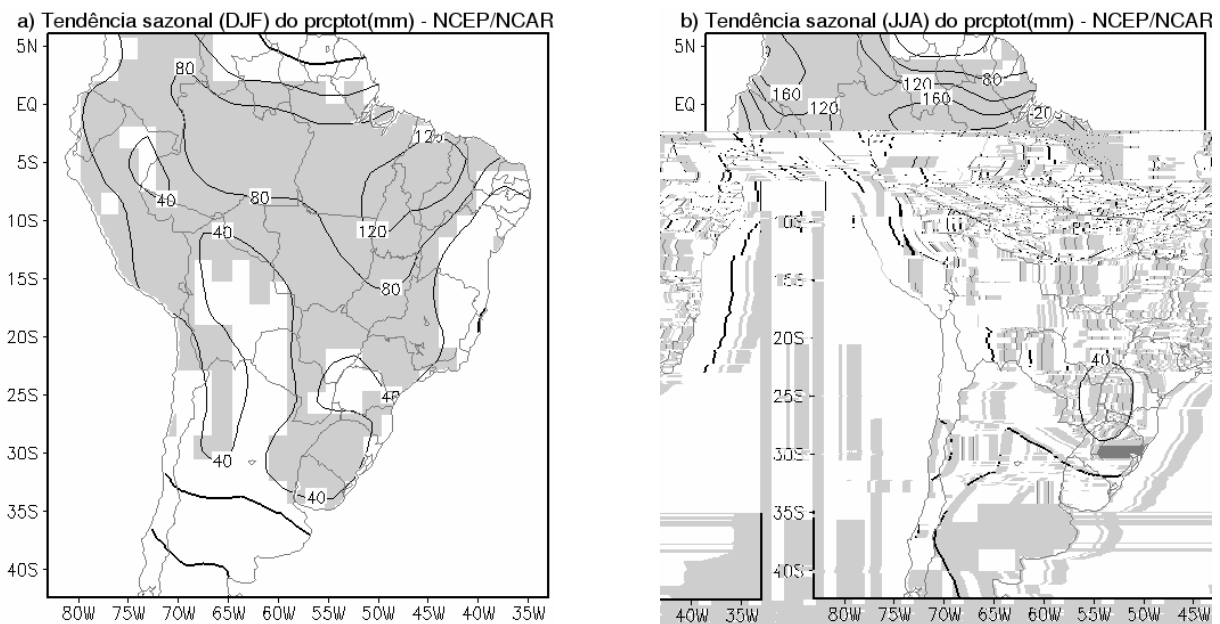 a) Tendência sazonal (DJF) do prcptot(mm) - NCEP/NCAR
5N
EQ
5S
10S
15S
20S
25S
30S
35S
40S
80W 75W 70W 65W 60W 55W 50W 45W 40W 35W
80
120
40
80
120
40
80
40
40
40
b) Tendência sazonal (JJA) do prcptot(mm) - NCEP/NCAR
5N
EQ
160
120
120
160
80
-20
15S
20S
25S
30S
35S
40S
40
40W 35W
80W 75W 70W 65W 60W 55W 50W 45W